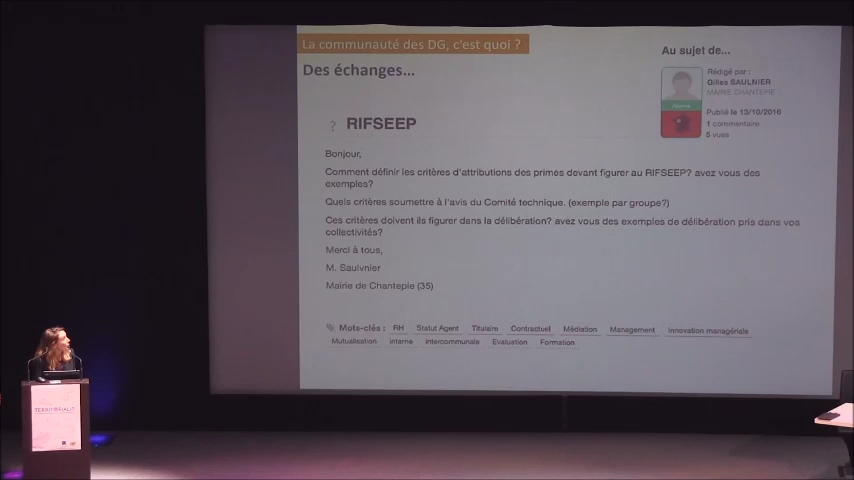 La communauté des DG, c'est quoi ?
Des échanges...
Au sujet de...
Rédigé par :
Gilles SAULNIER
MAIRIE CHANTEPIE
Publié le 13/10/2016
1 commentaire
5 vues
? RIFSEEP
Bonjour,
Comment définir les critères d'attributions des primes devant figurer au RIFSEEP? avez vous des
exemples?
Quels critères soumettre à l'avis du Comité technique. (exemple par groupe?)
Ces critères doivent ils figurer dans la délibération? avez vous des exemples de délibération pris dans vos
collectivités?
Merci à tous,
M. Saulvnier
Mairie de Chantepie (35)
Mots-clés : RH Statut Agent Titulaire Contractuel Médiation Management Innovation managériale
Mutualisation interne intercommunale Evaluation Formation